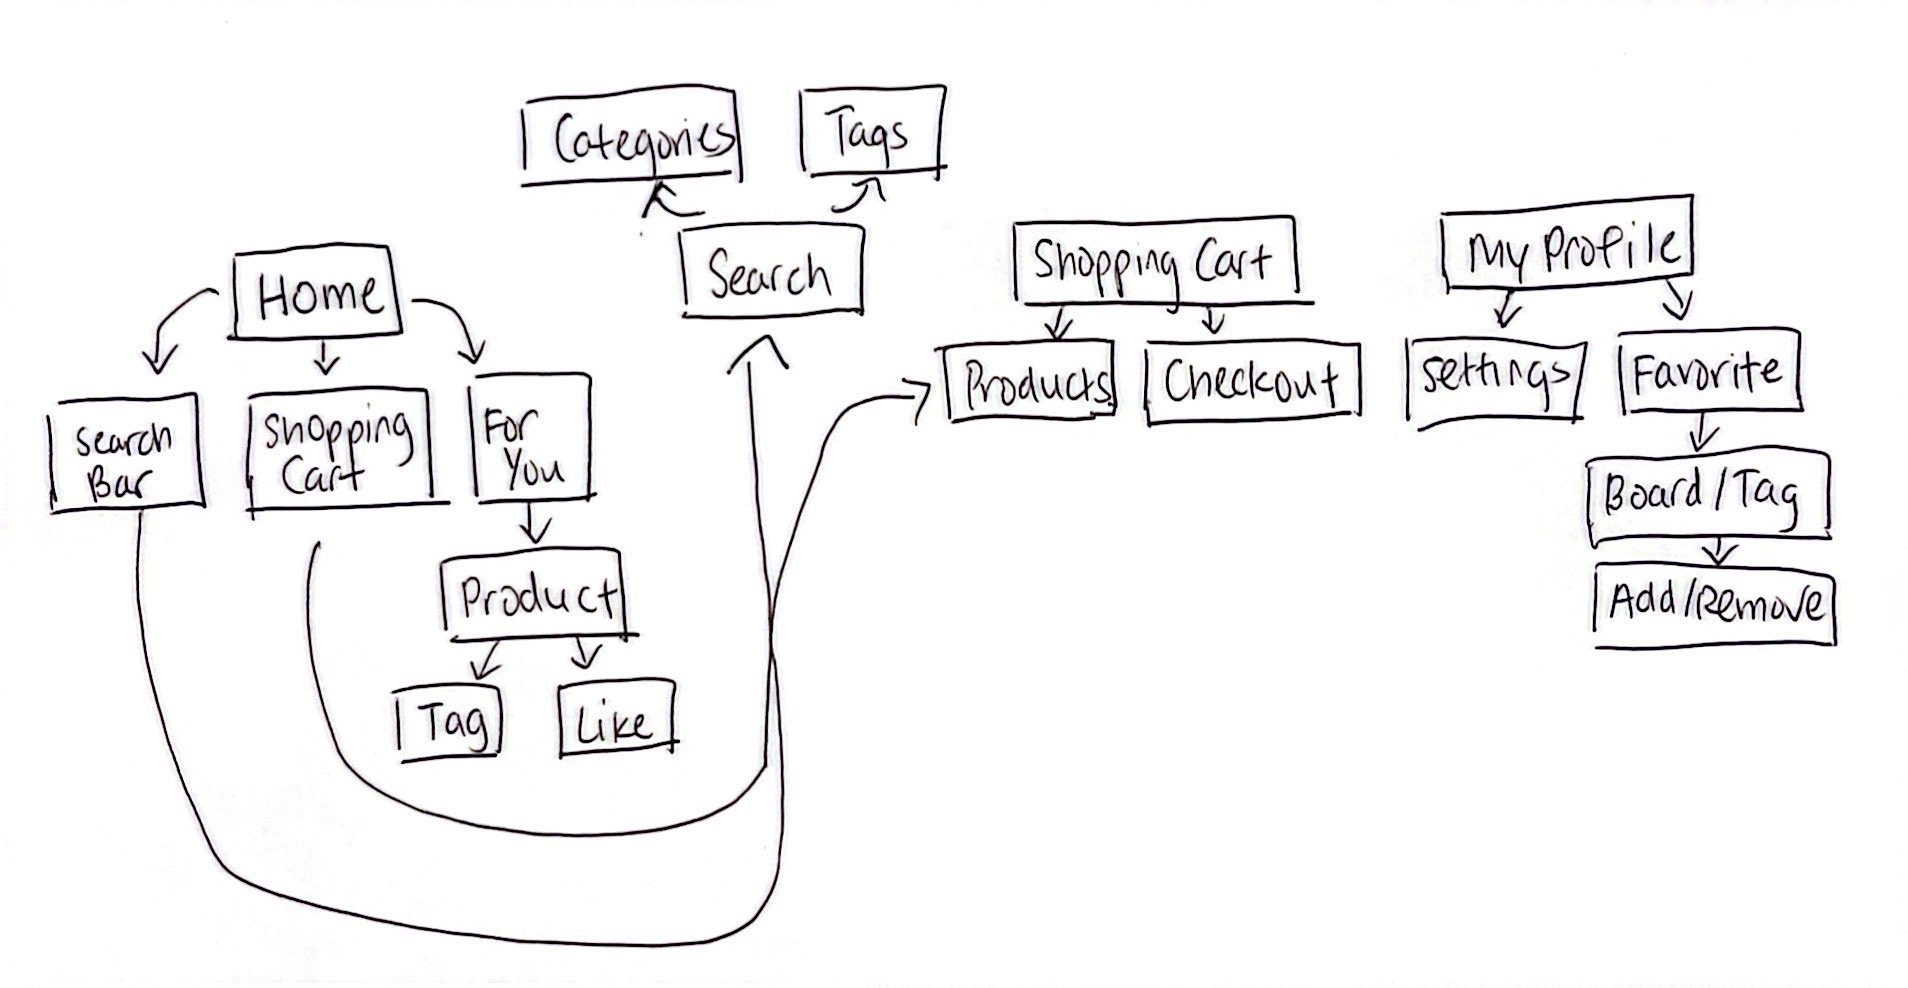 Categories
Tags
Home
Search
Shopping Cart
My Profile
Search
Bar
Shopping
Cart
For
You
Products
Checkout
Settings
Favorite
Board/Tag
Product
Add/Remove
Tag
Like